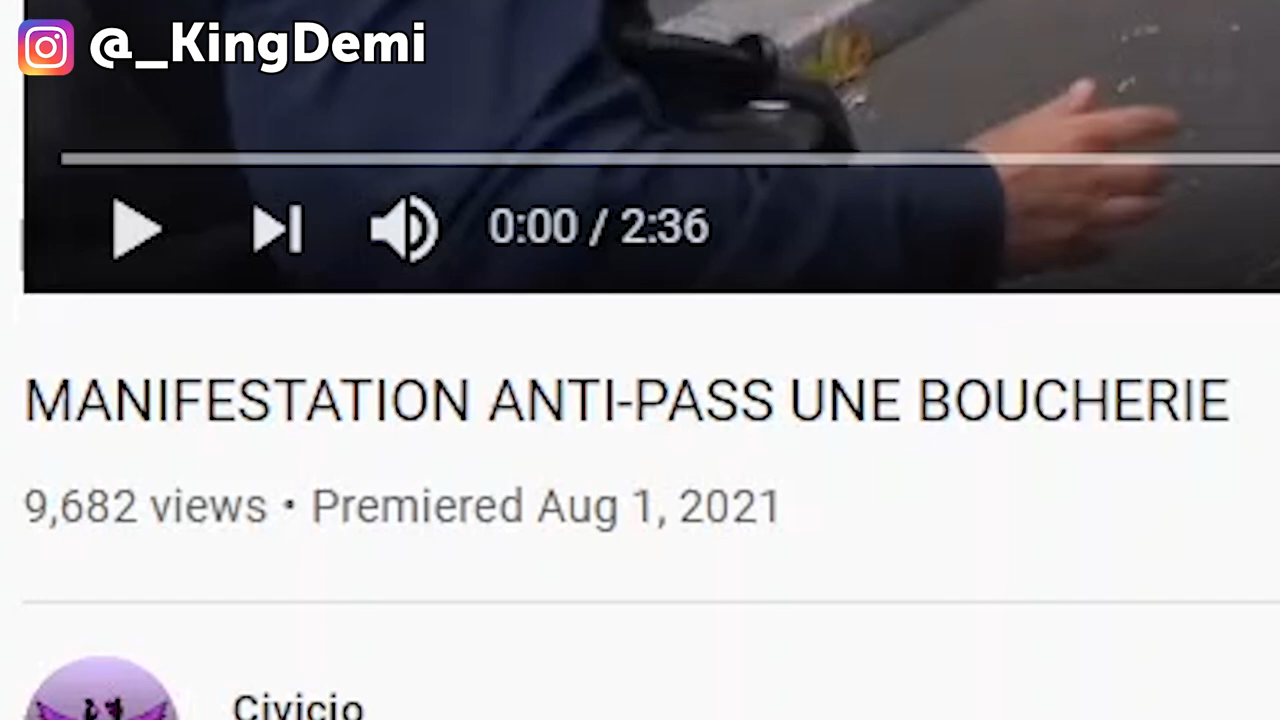 @_KingDemi
0:00 / 2:36
MANIFESTATION ANTI-PASS UNE BOUCHERIE
9,682 views • Premiered Aug 1, 2021
Civicio